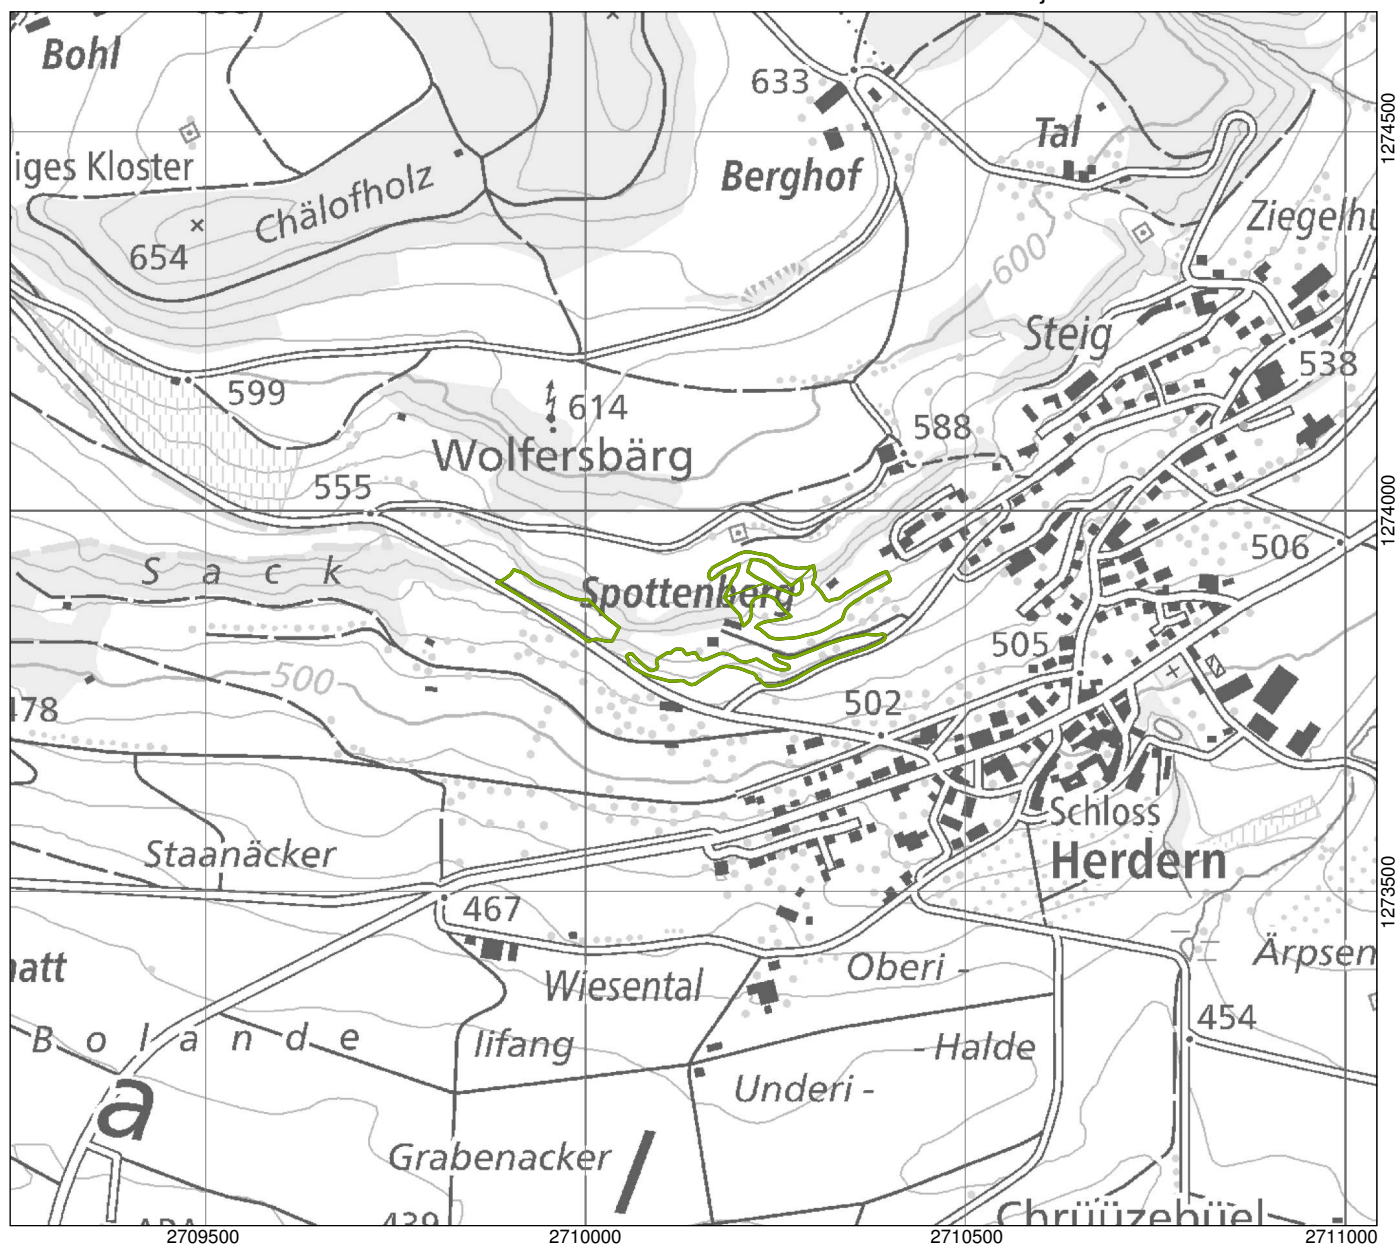 Bohl
633
Tal
1274500
iges Kloster
Chälofholz
Berghof
Ziegelhu
654
600
Steig
538
599
614
588
Wolfersbärg
555
1274000
506
S a c k
Spottenberg
505
500
478
502
Schloss
Staanäcker
Herdern
1273500
467
Ärpsen
att
Oberi -
Wiesental
454
B o l a n d e
Iifang
- Halde
Underi -
a
Grabenacker
439
Chrüüzebüel
2709500
2710000
2710500
2711000